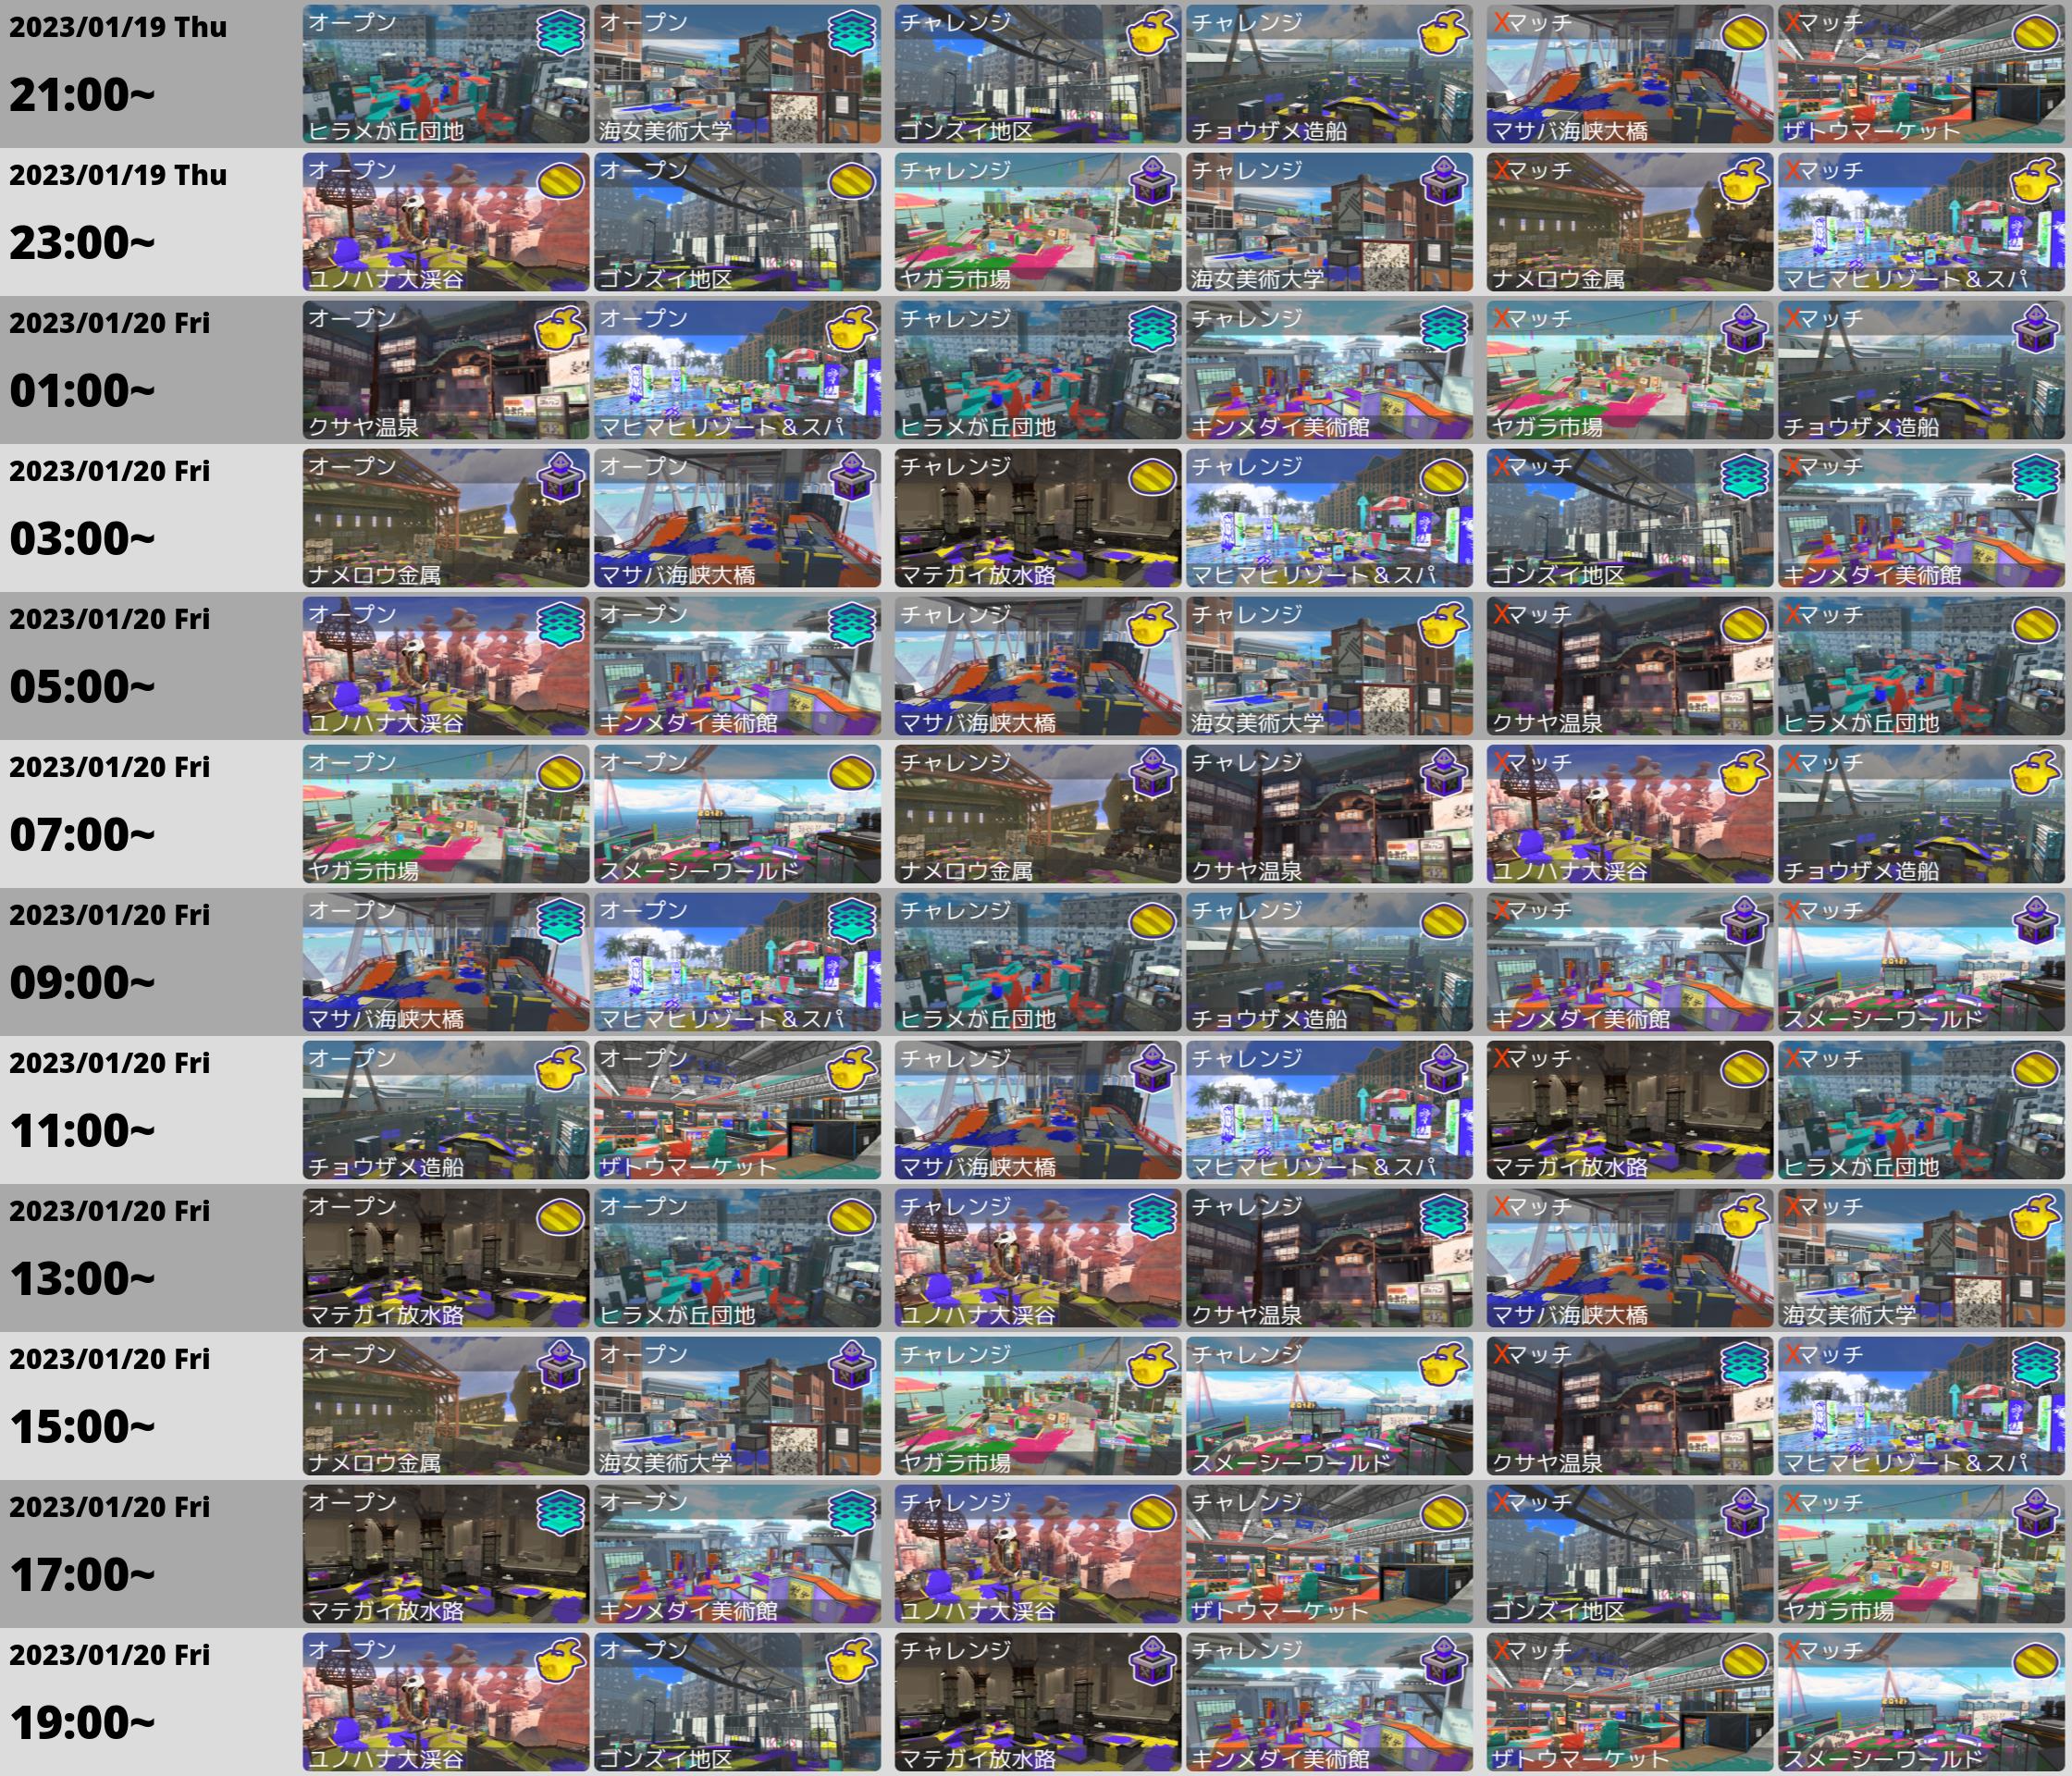 2023/01/19 Thu
21:00~
オープン オープン チャレンジ チャレンジ Xマッチ Xマッチ
ヒラメが丘団地 海女美術大学 ゴンズイ地区 チョウザメ造船 マサバ海峡大橋 ザトウマーケット
2023/01/19 Thu
23:00~
オープン オープン チャレンジ チャレンジ Xマッチ Xマッチ
ユノハナ大渓谷 ゴンズイ地区 ヤガラ市場 海女美術大学 ナメロウ金属 マヒマヒリゾート＆スパ
2023/01/20 Fri
01:00~
オープン オープン チャレンジ チャレンジ Xマッチ Xマッチ
クサヤ温泉 マヒマヒリゾート＆スパ ヒラメが丘団地 キンメダイ美術館 ヤガラ市場 チョウザメ造船
2023/01/20 Fri
03:00~
オープン オープン チャレンジ チャレンジ Xマッチ Xマッチ
ナメロウ金属 マサバ海峡大橋 マテガイ放水路 マヒマヒリゾート＆スパ ゴンズイ地区 キンメダイ美術館
2023/01/20 Fri
05:00~
オープン オープン チャレンジ チャレンジ Xマッチ Xマッチ
ユノハナ大渓谷 キンメダイ美術館 マサバ海峡大橋 海女美術大学 クサヤ温泉 ヒラメが丘団地
2023/01/20 Fri
07:00~
オープン オープン チャレンジ チャレンジ Xマッチ Xマッチ
ヤガラ市場 スメーシーワールド ナメロウ金属 クサヤ温泉 ユノハナ大渓谷 チョウザメ造船
2023/01/20 Fri
09:00~
オープン オープン チャレンジ チャレンジ Xマッチ Xマッチ
マサバ海峡大橋 マヒマヒリゾート＆スパ ヒラメが丘団地 チョウザメ造船 キンメダイ美術館 スメーシーワールド
2023/01/20 Fri
11:00~
オープン オープン チャレンジ チャレンジ Xマッチ Xマッチ
チョウザメ造船 ザトウマーケット マサバ海峡大橋 マヒマヒリゾート＆スパ マテガイ放水路 ヒラメが丘団地
2023/01/20 Fri
13:00~
オープン オープン チャレンジ チャレンジ Xマッチ Xマッチ
マテガイ放水路 ヒラメが丘団地 ユノハナ大渓谷 クサヤ温泉 マサバ海峡大橋 海女美術大学
2023/01/20 Fri
15:00~
オープン オープン チャレンジ チャレンジ Xマッチ Xマッチ
ナメロウ金属 海女美術大学 ヤガラ市場 スメーシーワールド クサヤ温泉 マヒマヒリゾート＆スパ
2023/01/20 Fri
17:00~
オープン オープン チャレンジ チャレンジ Xマッチ Xマッチ
マテガイ放水路 キンメダイ美術館 ユノハナ大渓谷 ザトウマーケット ゴンズイ地区 ヤガラ市場
2023/01/20 Fri
19:00~
オープン オープン チャレンジ チャレンジ Xマッチ Xマッチ
ユノハナ大渓谷 ゴンズイ地区 マテガイ放水路 キンメダイ美術館 ザトウマーケット スメーシーワールド